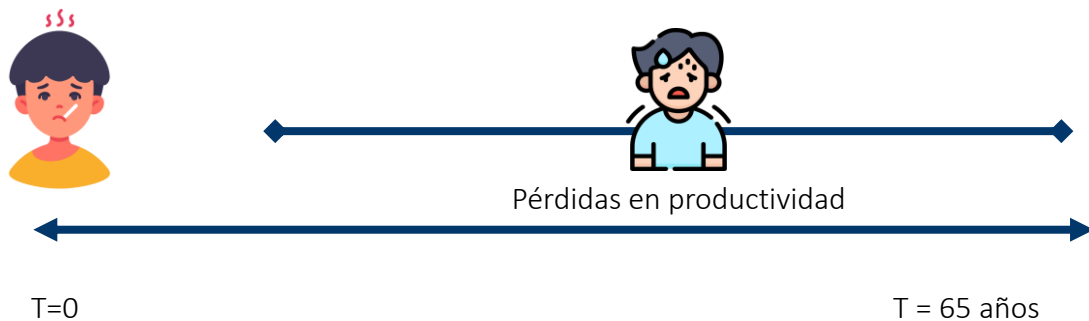 Pérdidas en productividad
T=0
T = 65 años